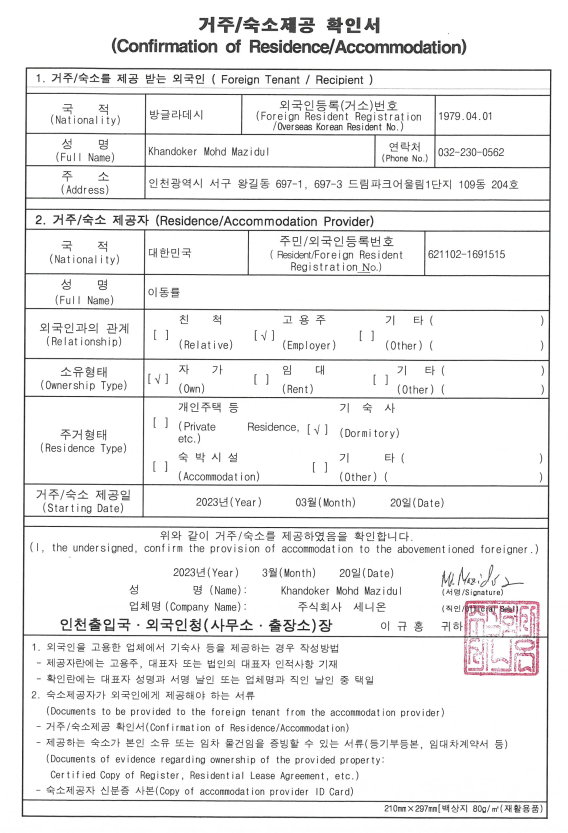 거주/숙소제공 확인서
(Confirmation of Residence/Accommodation)
1. 거주/숙소를 제공 받는 외국인 ( Foreign Tenant / Recipient )
국 적
(Nationality)
방글라데시
외국인등록(거소)번호
(Foreign Resident Registration
/Overseas Korean Resident No.)
1979.04.01
성 명
(Full Name)
Khandoker Mohd Mazidul
연락처
(Phone No.)
032-230-0562
주 소
(Address)
인천광역시 서구 왕길동 697-1, 697-3 드림파크어울림1단지 109동 204호
2. 거주/숙소 제공자 (Residence/Accommodation Provider)
국 적
(Nationality)
대한민국
주민/외국인등록번호
( Resident/Foreign Resident
Registration No.)
621102-1691515
성 명
(Full Name)
이동률
외국인과의 관계
(Relationship)
[ ] 친 척 [√] 고용주 [ ] 기 타(
(Relative) (Employer) (Other) (
소유형태
(Ownership Type)
[√] 자 가 [ ] 임 대 [ ] 기 타(
(Own) (Rent) (Other) (
주거형태
(Residence Type)
[ ] 개인주택 등 (Private Residence, etc.)
[√] 기 숙 사 (Dormitory)
[ ] 숙 박 시 설 (Accommodation)
[ ] 기 타( (Other) (
거주/숙소 제공일
(Starting Date)
2023년(Year) 03월(Month) 20일(Date)
위와 같이 거주/숙소를 제공하였음을 확인합니다.
(I, the undersigned, confirm the provision of accommodation to the abovementioned foreigner.)
2023년(Year) 3월(Month) 20일(Date)
성 명 (Name): Khandoker Mohd Mazidul (서명/Signature)
업체명 (Company Name): 주식회사 세니온
인천출입국·외국인청(사무소·출장소)장 이 규 홍 귀하
1. 외국인을 고용한 업체에서 기숙사 등을 제공하는 경우 작성방법
- 제공자란에는 고용주, 대표자 또는 법인의 대표자 인적사항 기재
- 확인란에는 대표자 성명과 서명 날인 또는 업체명과 직인 날인 중 택일
2. 숙소제공자가 외국인에게 제공해야 하는 서류
(Documents to be provided to the foreign tenant from the accommodation provider)
- 거주/숙소제공 확인서(Confirmation of Residence/Accommodation)
- 제공하는 숙소가 본인 소유 또는 임차 물건임을 증빙할 수 있는 서류(등기부등본, 임대차계약서 등)
(Documents of evidence regarding ownership of the provided property:
Certified Copy of Register, Residential Lease Agreement, etc.)
- 숙소제공자 신분증 사본(Copy of accommodation provider ID Card)
210㎜×297㎜[백상지 80g/㎡(재활용품)